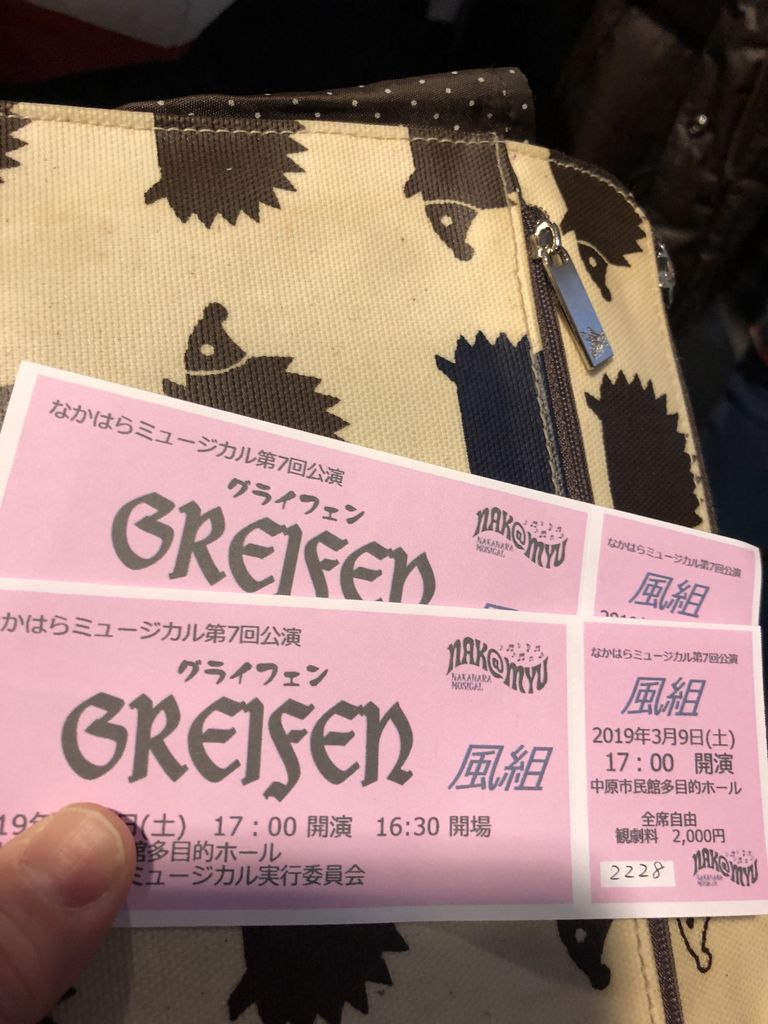 なかはらミュージカル第7回公演
グライフェン
GREIFEN
NAK@MYU
NAKAHARA
MUSICAL
なかはらミュージカル第7回公演
風組
かはらミュージカル第7回公演
グライフェン
GREIFEN
NAK@MYU
NAKAHARA
MUSICAL
風組
19年 日(土) 17:00 開演 16:30 開場
館多目的ホール
ミュージカル実行委員会
なかはらミュージカル第7回公演
風組
2019年3月9日(土)
17:00 開演
中原市民館多目的ホール
全席自由
観劇料 2,000円
2228
NAK@MYU